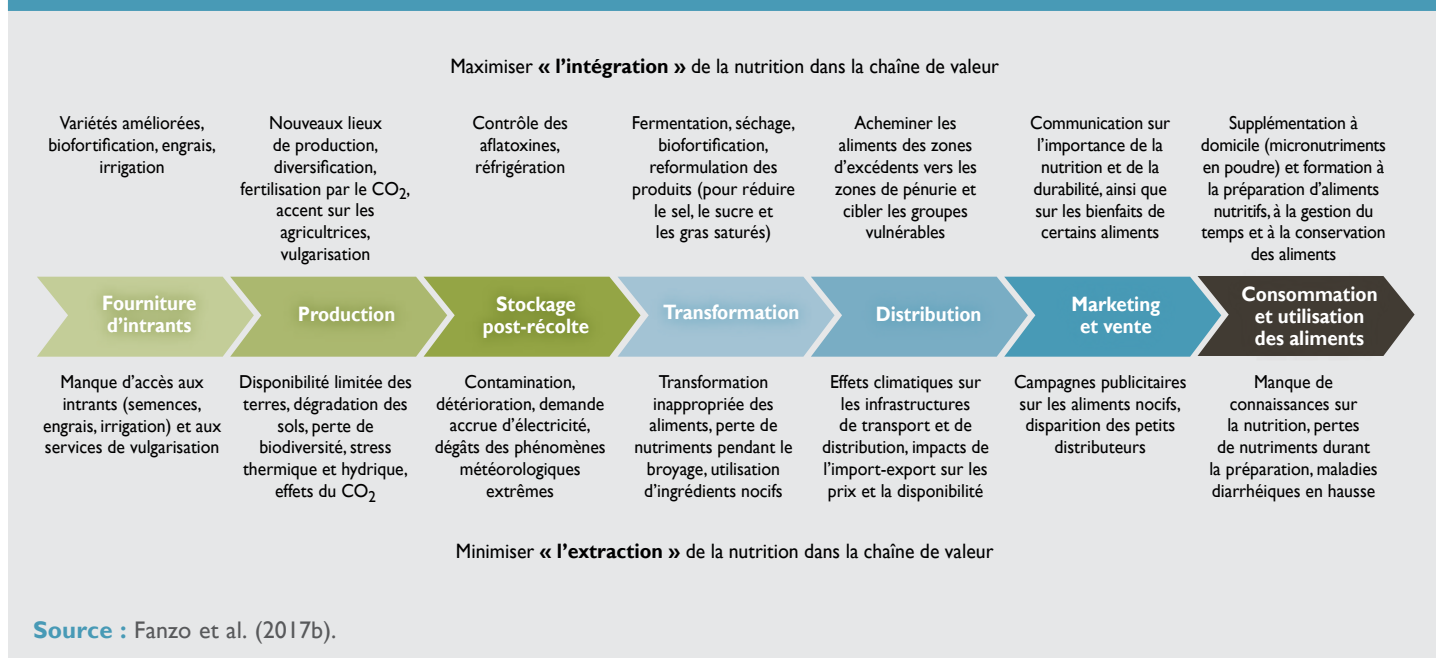 Maximiser « l'intégration » de la nutrition dans la chaîne de valeur
Variétés améliorées,
biofortification, engrais,
irrigation
Nouveaux lieux
de production,
diversification,
fertilisation par le CO2,
accent sur les
agricultrices,
vulgarisation
Contrôle des
aflatoxines,
réfrigération
Fermentation, séchage,
biofortification,
reformulation des
produits (pour réduire
le sel, le sucre et
les gras saturés)
Acheminer les
aliments des zones
d'excédents vers les
zones de pénurie et
cibler les groupes
vulnérables
Communication sur
l'importance de la
nutrition et de la
durabilité, ainsi que
sur les bienfaits de
certains aliments
Supplémentation à
domicile (micronutriments
en poudre) et formation à
la préparation d'aliments
nutritifs, à la gestion du
temps et à la conservation
des aliments
Fourniture
d'intrants
Production
Stockage
post-récolte
Transformation
Distribution
Marketing
et vente
Consommation
et utilisation
des aliments
Manque d'accès aux
intrants (semences,
engrais, irrigation) et aux
services de vulgarisation
Disponibilité limitée des
terres, dégradation des
sols, perte de
biodiversité, stress
thermique et hydrique,
effets du CO2
Contamination,
détérioration, demande
accrue d'électricité,
dégâts des phénomènes
météorologiques
extrêmes
Transformation
inappropriée des
aliments, perte de
nutriments pendant le
broyage, utilisation
d'ingrédients nocifs
Effets climatiques sur
les infrastructures
de transport et de
distribution, impacts de
l'import-export sur les
prix et la disponibilité
Campagnes publicitaires
sur les aliments nocifs,
disparition des petits
distributeurs
Manque de
connaissances sur
la nutrition, pertes
de nutriments durant
la préparation, maladies
diarrhéiques en hausse
Minimiser « l'extraction » de la nutrition dans la chaîne de valeur
Source : Fanzo et al. (2017b).